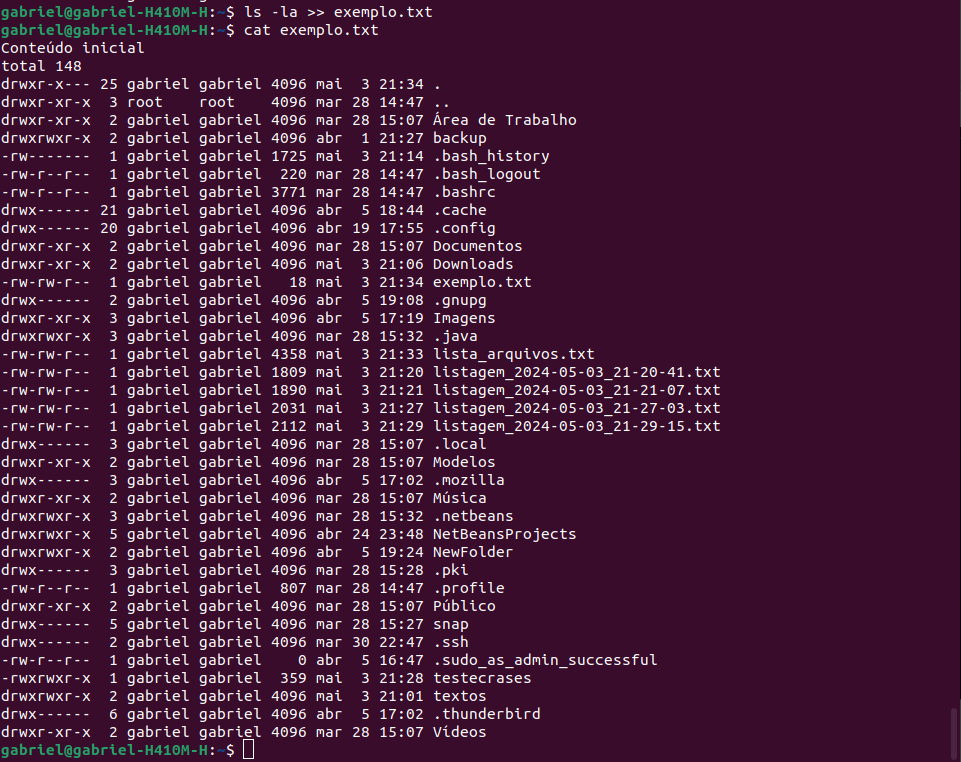 gabriel@gabriel-H410M-H:~$ ls -la >> exemplo.txt
gabriel@gabriel-H410M-H:~$ cat exemplo.txt
Conteúdo inicial
total 148
drwxr-x--- 25 gabriel gabriel 4096 mai  3 21:34 .
drwxr-xr-x  3 root    root    4096 mar 28 14:47 ..
drwxr-xr-x  2 gabriel gabriel 4096 mar 28 15:07 Área de Trabalho
drwxrwxr-x  2 gabriel gabriel 4096 abr  1 21:27 backup
-rw-------  1 gabriel gabriel 1725 mai  3 21:14 .bash_history
-rw-r--r--  1 gabriel gabriel  220 mar 28 14:47 .bash_logout
-rw-r--r--  1 gabriel gabriel 3771 mar 28 14:47 .bashrc
drwx------ 21 gabriel gabriel 4096 abr  5 18:44 .cache
drwx------ 20 gabriel gabriel 4096 abr 19 17:55 .config
drwxr-xr-x  2 gabriel gabriel 4096 mar 28 15:07 Documentos
drwxr-xr-x  2 gabriel gabriel 4096 mai  3 21:06 Downloads
-rw-rw-r--  1 gabriel gabriel   18 mai  3 21:34 exemplo.txt
drwx------  2 gabriel gabriel 4096 abr  5 19:08 .gnupg
drwxr-xr-x  3 gabriel gabriel 4096 abr  5 17:19 Imagens
drwxrwxr-x  3 gabriel gabriel 4096 mar 28 15:32 .java
-rw-rw-r--  1 gabriel gabriel 4358 mai  3 21:33 lista_arquivos.txt
-rw-rw-r--  1 gabriel gabriel 1809 mai  3 21:20 listagem_2024-05-03_21-20-41.txt
-rw-rw-r--  1 gabriel gabriel 1890 mai  3 21:21 listagem_2024-05-03_21-21-07.txt
-rw-rw-r--  1 gabriel gabriel 2031 mai  3 21:27 listagem_2024-05-03_21-27-03.txt
-rw-rw-r--  1 gabriel gabriel 2112 mai  3 21:29 listagem_2024-05-03_21-29-15.txt
drwx------  3 gabriel gabriel 4096 mar 28 15:07 .local
drwxr-xr-x  2 gabriel gabriel 4096 mar 28 15:07 Modelos
drwx------  3 gabriel gabriel 4096 abr  5 17:02 .mozilla
drwxr-xr-x  2 gabriel gabriel 4096 mar 28 15:07 Música
drwxrwxr-x  3 gabriel gabriel 4096 mar 28 15:32 .netbeans
drwxrwxr-x  5 gabriel gabriel 4096 abr 24 23:48 NetBeansProjects
drwxrwxr-x  2 gabriel gabriel 4096 abr  5 19:24 NewFolder
drwx------  3 gabriel gabriel 4096 mar 28 15:28 .pki
-rw-r--r--  1 gabriel gabriel  807 mar 28 14:47 .profile
drwxr-xr-x  2 gabriel gabriel 4096 mar 28 15:07 Público
drwx------  5 gabriel gabriel 4096 mar 28 15:27 snap
drwx------  2 gabriel gabriel 4096 mar 30 22:47 .ssh
-rw-r--r--  1 gabriel gabriel    0 abr  5 16:47 .sudo_as_admin_successful
-rwxrwxr-x  1 gabriel gabriel  359 mai  3 21:28 testecrases
drwxrwxr-x  2 gabriel gabriel 4096 mai  3 21:01 textos
drwx------  6 gabriel gabriel 4096 abr  5 17:02 .thunderbird
drwxr-xr-x  2 gabriel gabriel 4096 mar 28 15:07 Vídeos
gabriel@gabriel-H410M-H:~$